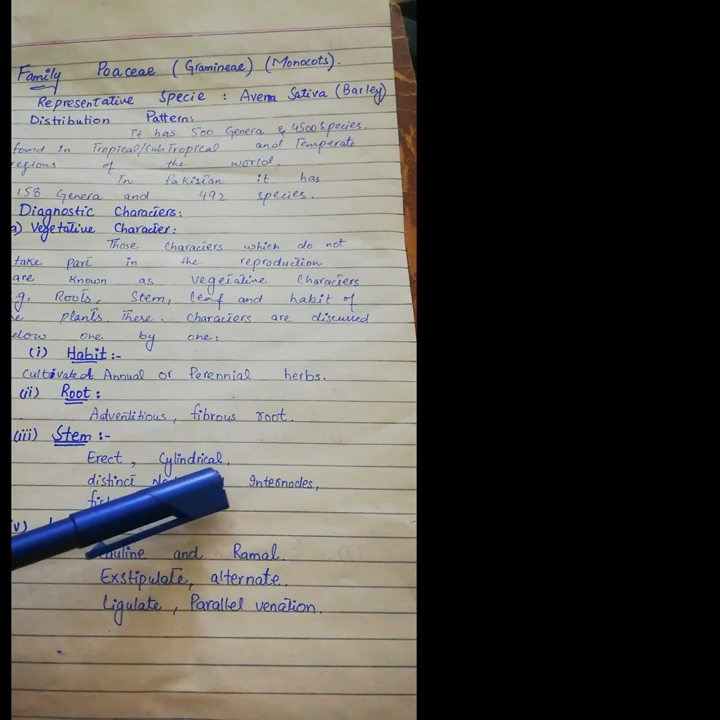 Family Poaceae (Gramineae) (Monocots).
Representative Specie : Avena Sativa (Barley)
Distribution Pattern:
It has 500 Genera & 4500 species.
found in Tropical/SubTropical and Temperate
regions of the world.
In Pakistan it has
158 Genera and 492 species.
Diagnostic Characters:
a) Vegetative Character:
Those characters which do not
take part in the reproduction
are known as vegetative characters
g, Roots, Stem, leaf and habit of
plants These. characters are discussed
elow one by one:
(i) Habit:-
Cultivated Annual or Perennial herbs.
(ii) Root:
Adventitious, fibrous root.
(iii) Stem:-
Erect, Cylindrical,
distinct Internodes,
Cauline and Ramal.
Exstipulate, alternate.
Ligulate, Parallel venation.